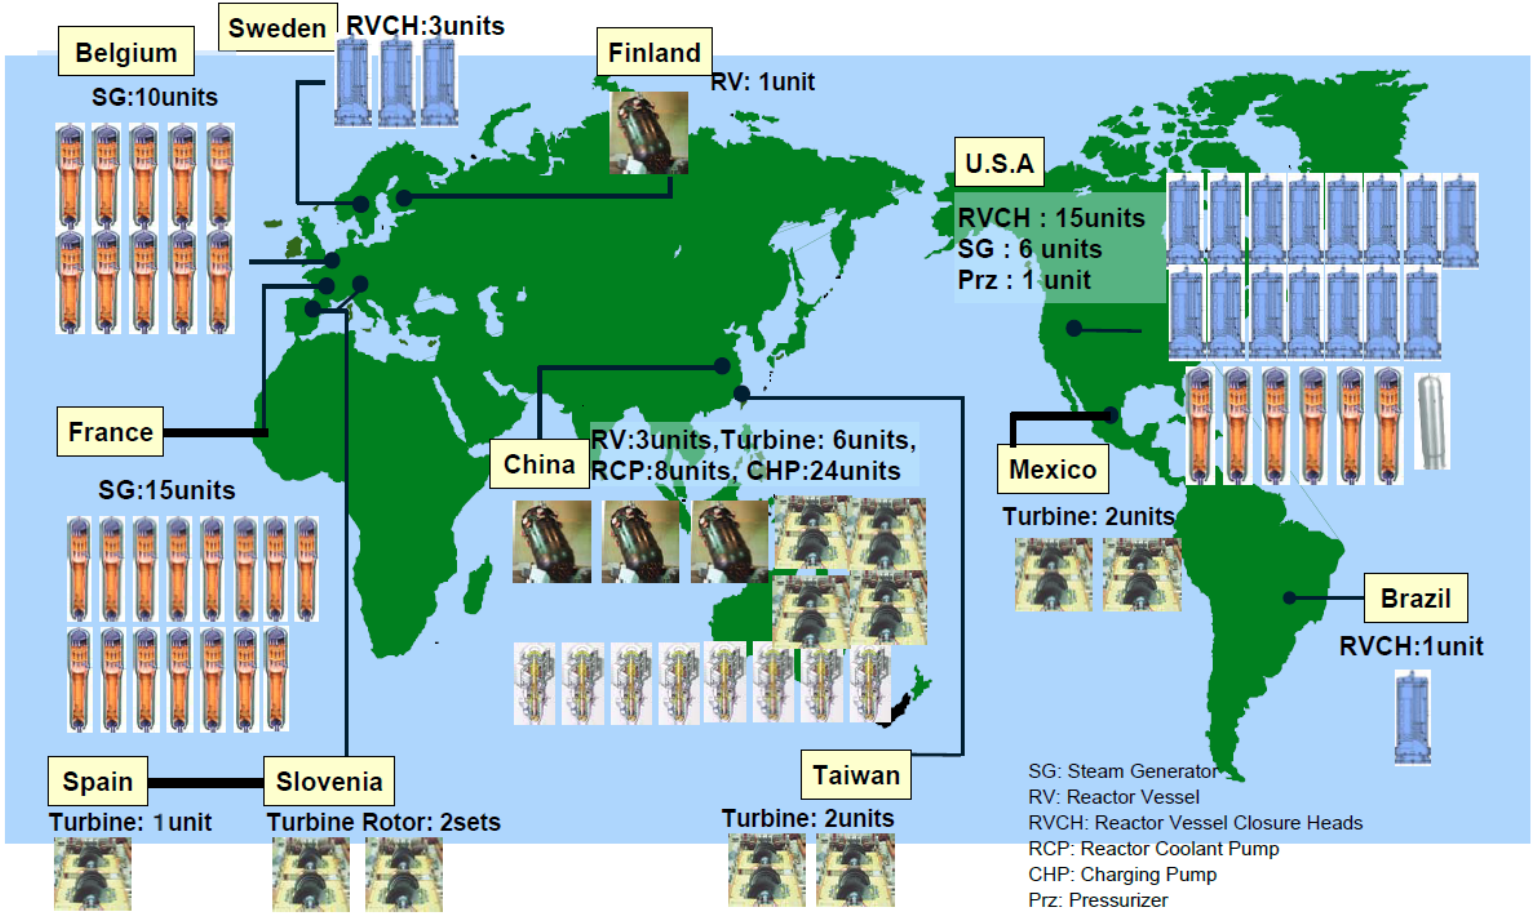 Sweden
RVCH:3units
Belgium
SG:10units
Finland
RV: 1unit
U.S.A
RVCH : 15units
SG : 6 units
Prz : 1 unit
France
SG:15units
China
RV:3units,Turbine: 6units,
RCP:8units, CHP:24units
Mexico
Turbine: 2units
Brazil
RVCH:1unit
Spain
Turbine: 1unit
Slovenia
Turbine Rotor: 2sets
Taiwan
Turbine: 2units
SG: Steam Generator
RV: Reactor Vessel
RVCH: Reactor Vessel Closure Heads
RCP: Reactor Coolant Pump
CHP: Charging Pump
Prz: Pressurizer